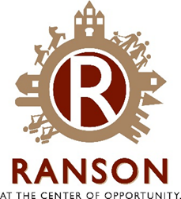 R
RANSON
AT THE CENTER OF OPPORTUNITY.